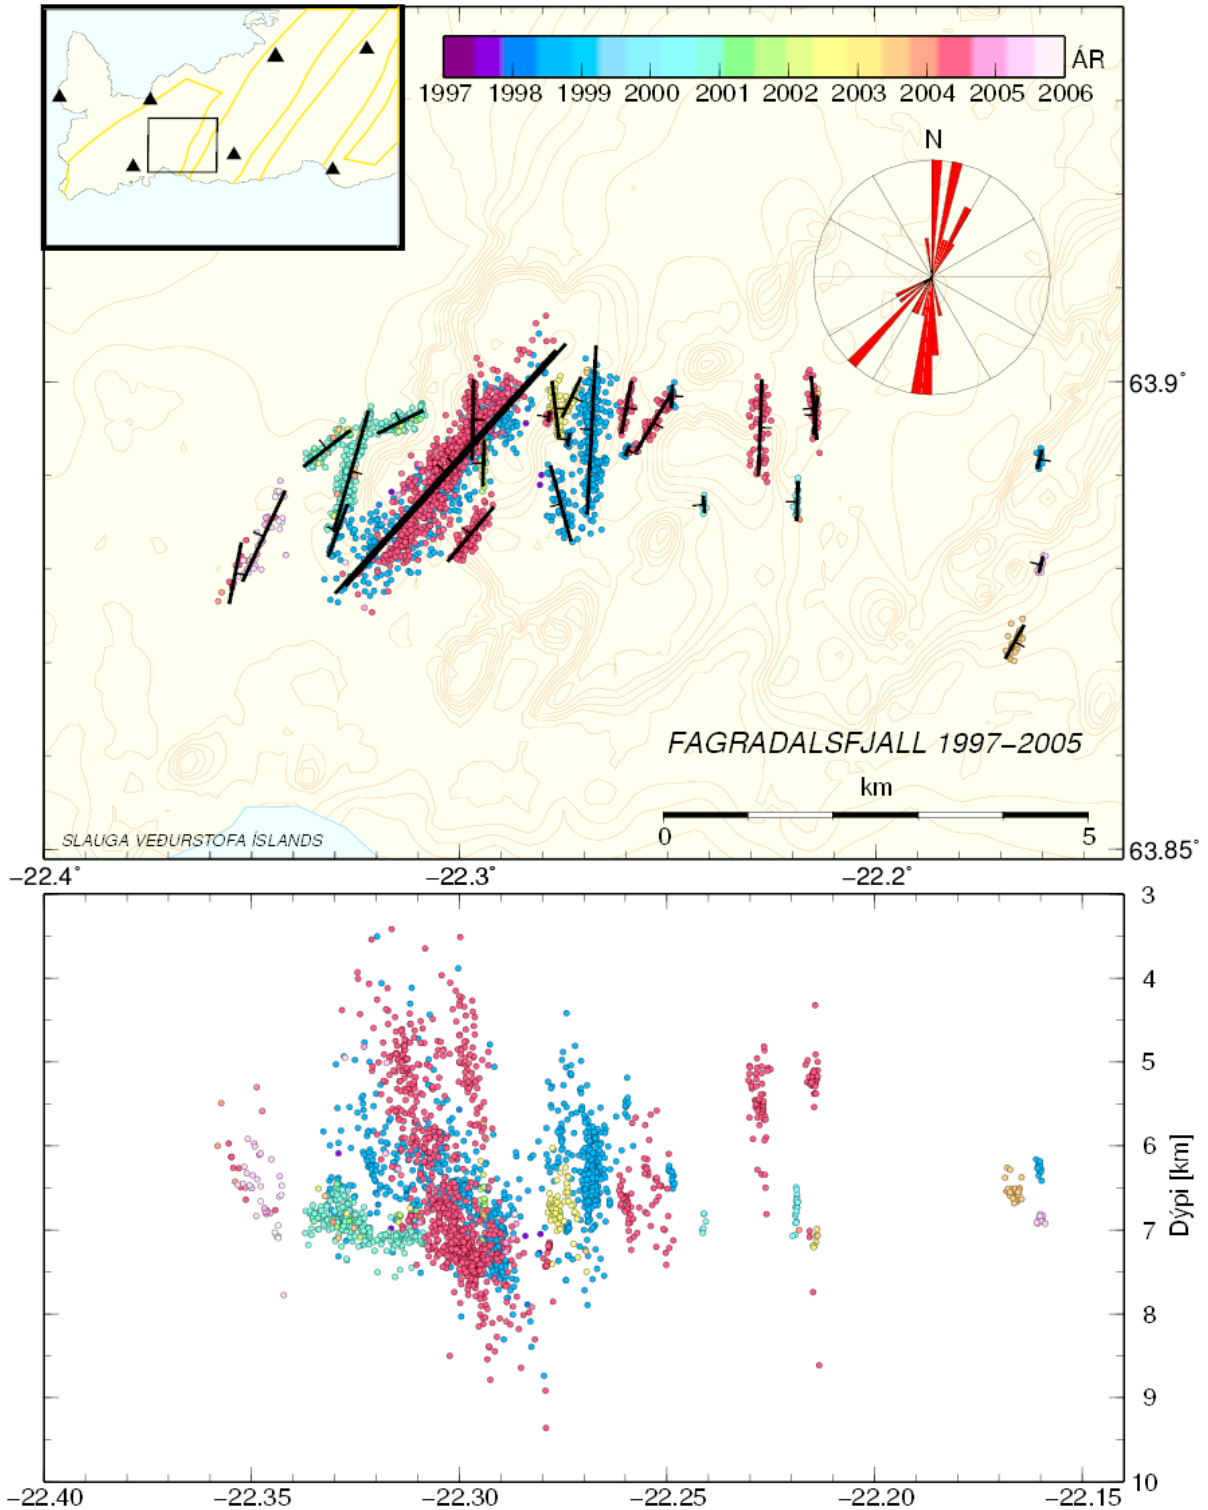 ÁR
1997 1998 1999 2000 2001 2002 2003 2004 2005 2006
N
63.9°
FAGRADALSFJALL 1997–2005
km
0 5
SLAUGA VEÐURSTOFA ÍSLANDS
63.85°
−22.4° −22.3° −22.2°
3
4
5
6
7
8
9
10
Dýpi [km]
−22.40 −22.35 −22.30 −22.25 −22.20 −22.15